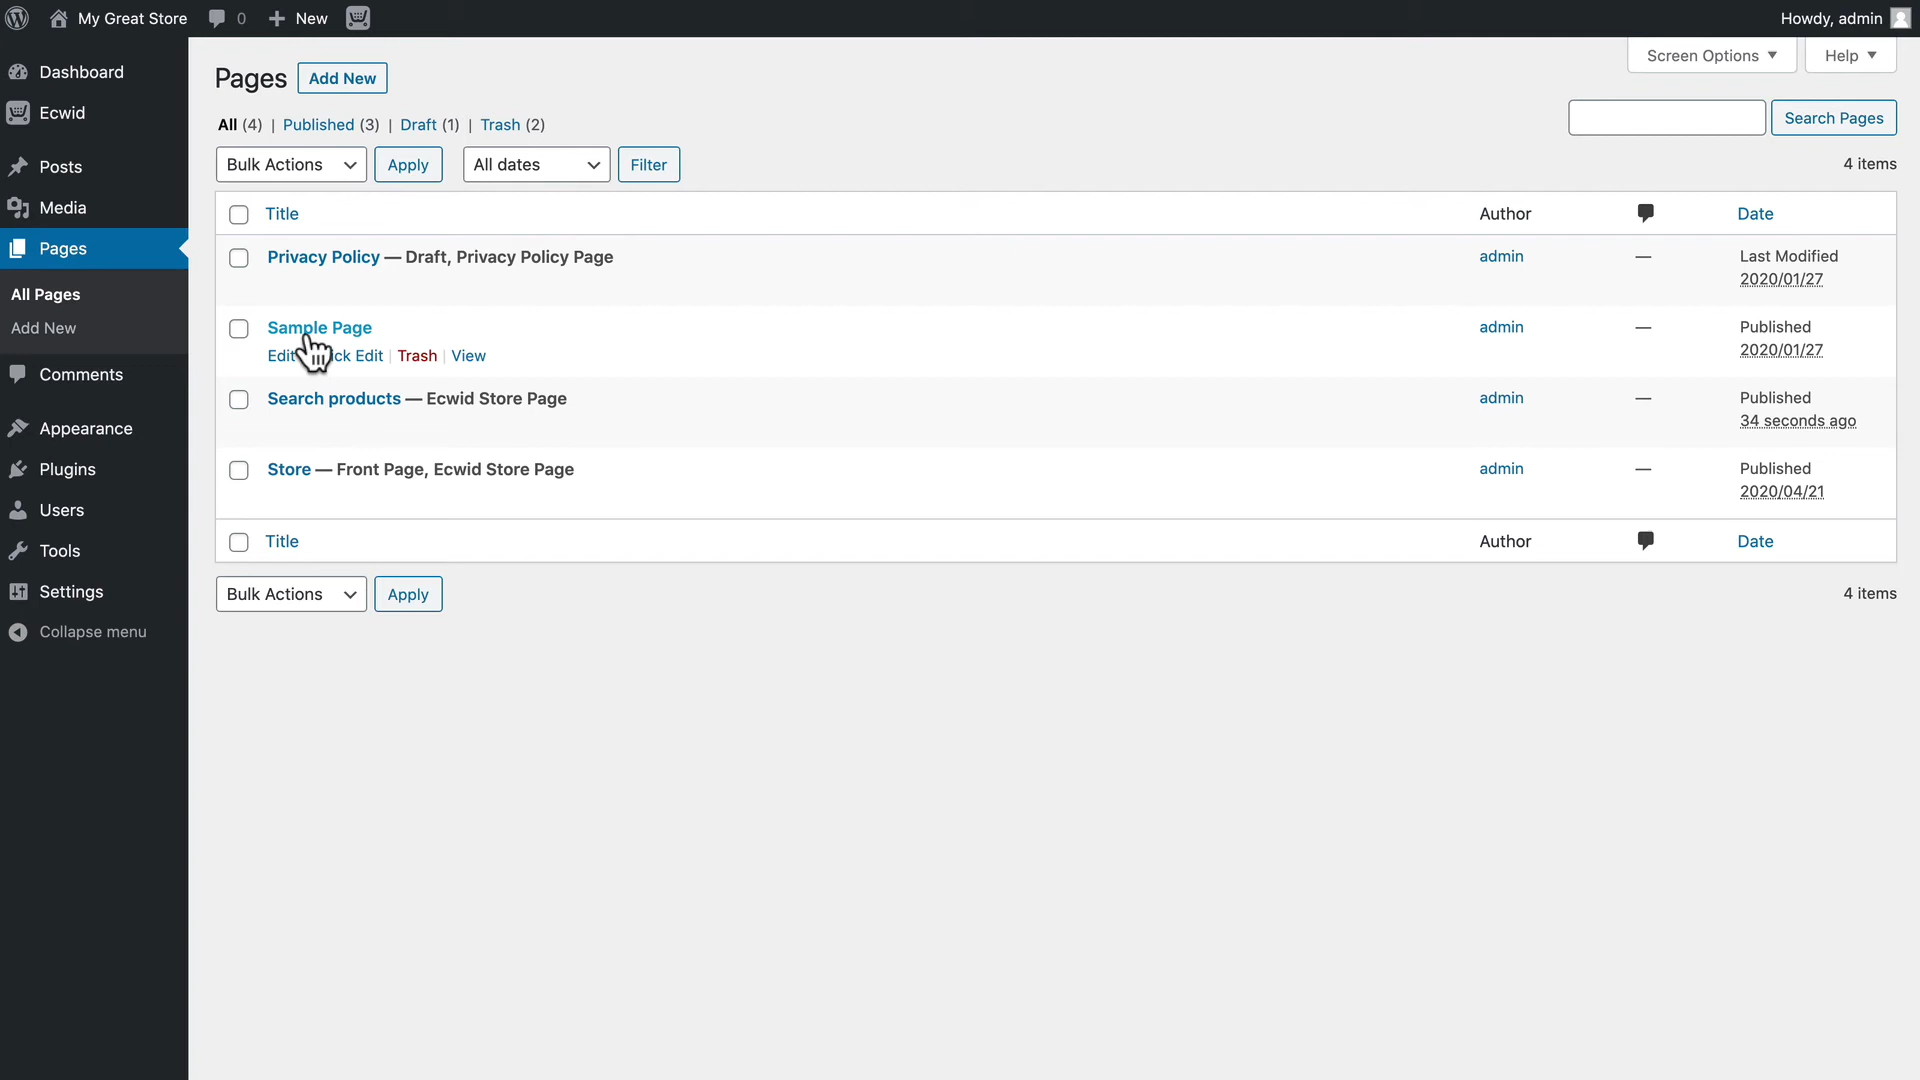 My Great Store 0 New Howdy, admin
Screen Options Help
Dashboard
Ecwid
Posts
Media
Pages
All Pages
Add New
Comments
Appearance
Plugins
Users
Tools
Settings
Collapse menu
Pages Add New
All (4) | Published (3) | Draft (1) | Trash (2)
Search Pages
Bulk Actions Apply All dates Filter 4 items
Title Author Date
Privacy Policy — Draft, Privacy Policy Page admin — Last Modified
2020/01/27
Sample Page admin — Published
2020/01/27
Edit ck Edit | Trash | View
Search products — Ecwid Store Page admin — Published
34 seconds ago
Store — Front Page, Ecwid Store Page admin — Published
2020/04/21
Title Author Date
Bulk Actions Apply 4 items